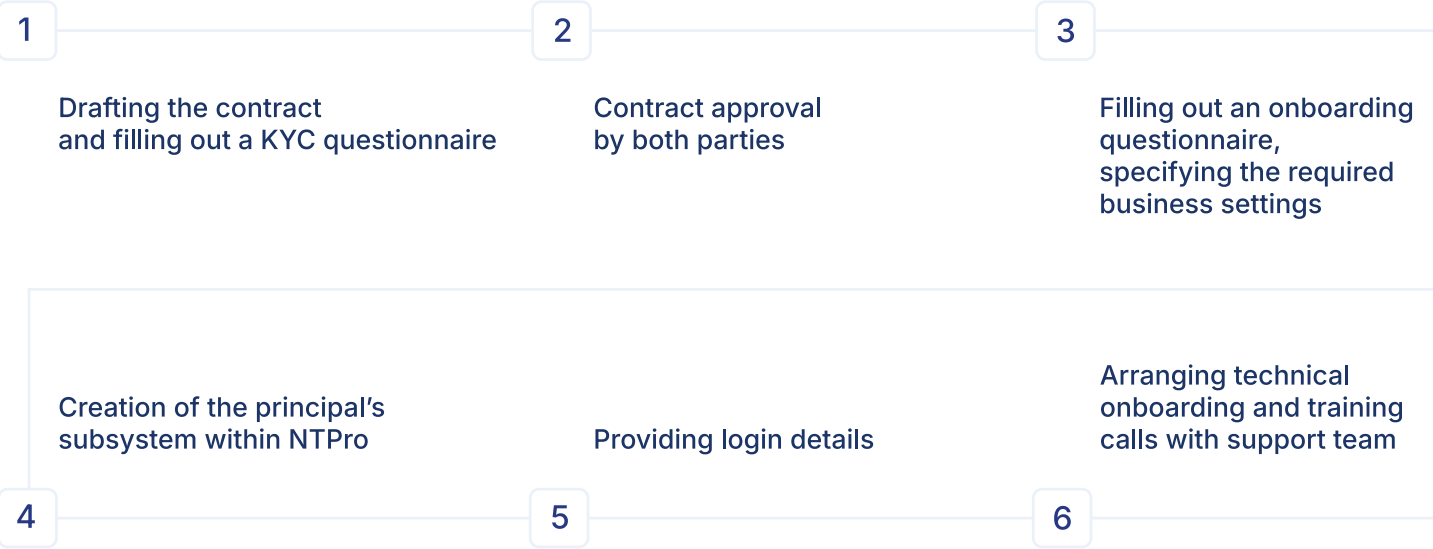 1
2
3
Drafting the contract
and filling out a KYC questionnaire
Contract approval
by both parties
Filling out an onboarding
questionnaire,
specifying the required
business settings
Creation of the principal’s
subsystem within NTPro
Providing login details
Arranging technical
onboarding and training
calls with support team
4
5
6